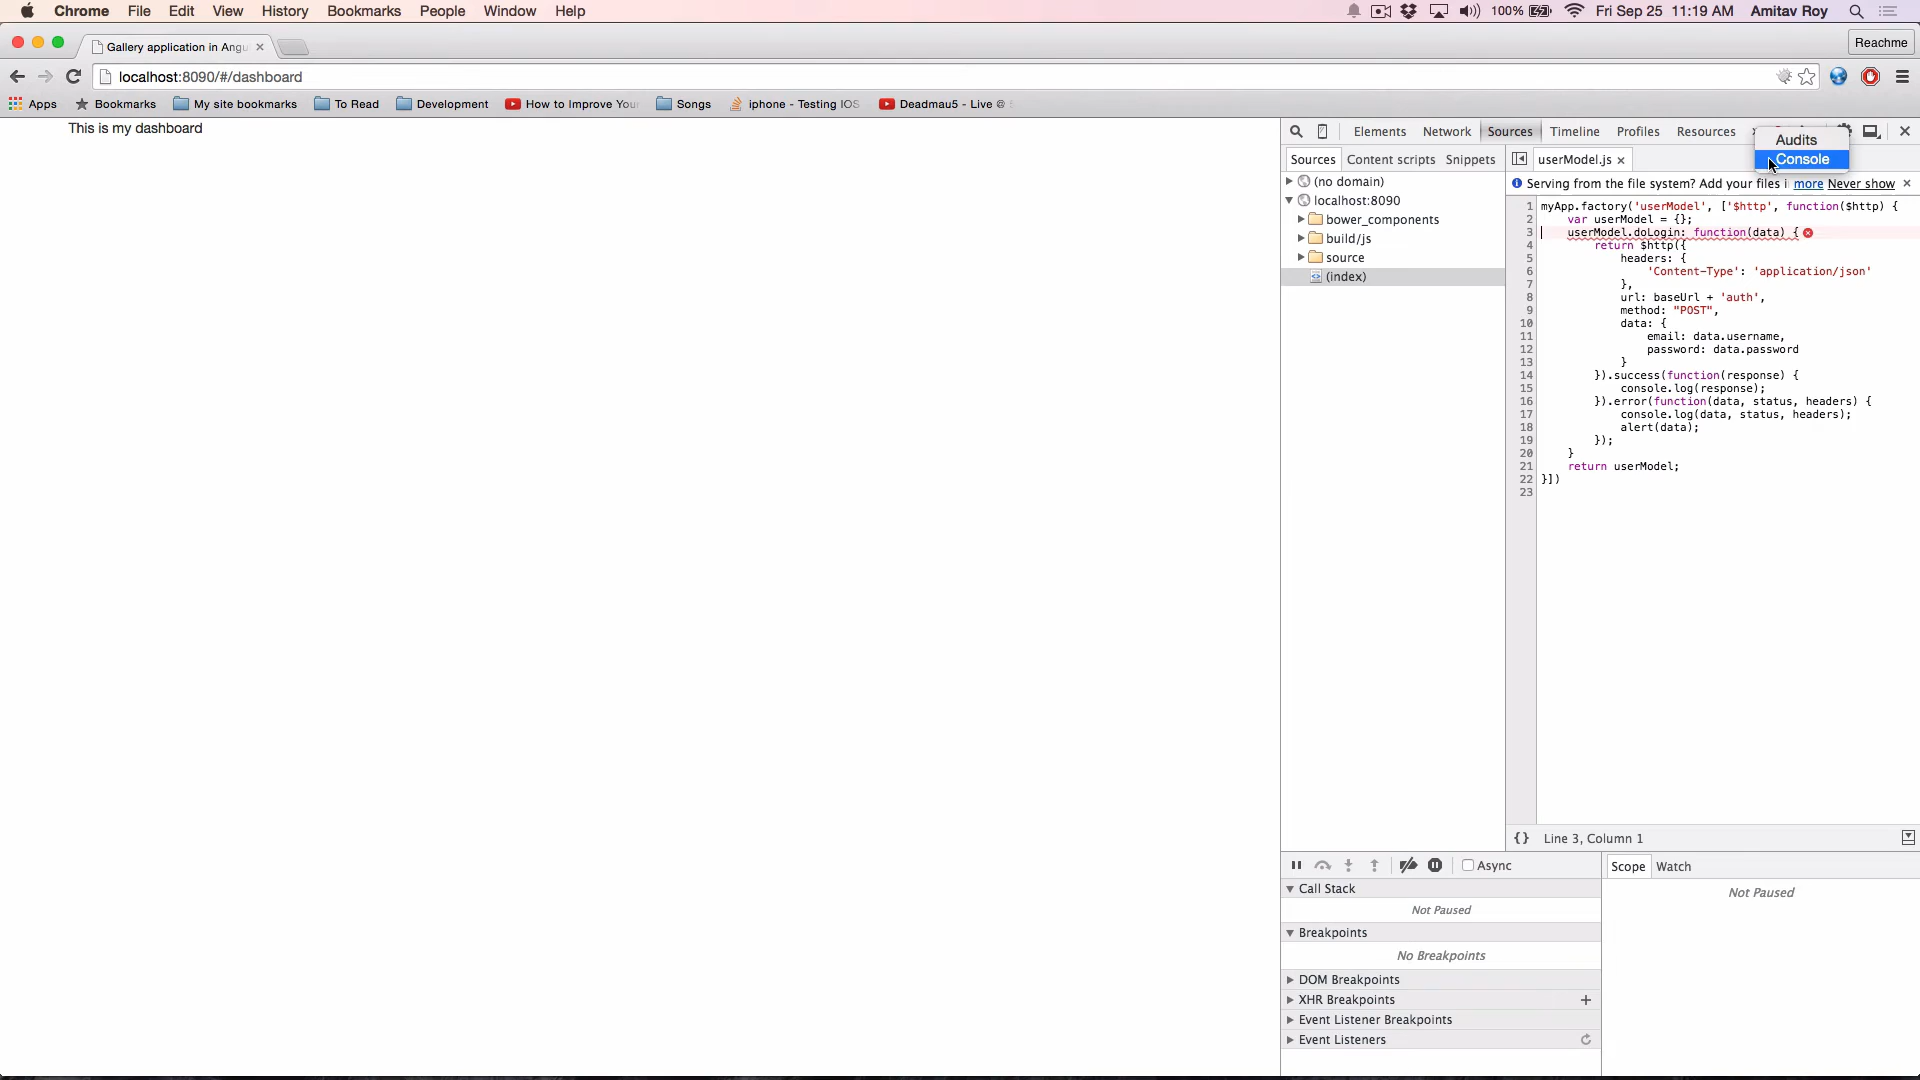 Chrome File Edit View History Bookmarks People Window Help 100% Fri Sep 25 11:19 AM Amitav Roy
Gallery application in Angu Reachme
localhost:8090/#/dashboard
Apps Bookmarks My site bookmarks To Read Development How to Improve You Songs iphone - Testing IOS Deadmau5 - Live @
This is my dashboard
Elements Network Sources Timeline Profiles Resources
Audits
Console
Sources Content scripts Snippets
userModel.js
Serving from the file system? Add your files i more Never show
(no domain)
localhost:8090
bower_components
build/js
source
(index)
1 myApp.factory('userModel', ['$http', function($http) {
2 var userModel = {};
3 userModel.doLogin: function(data) {
4 return $http({
5 headers: {
6 'Content-Type': 'application/json'
7 },
8 url: baseUrl + 'auth',
9 method: "POST",
10 data: {
11 email: data.username,
12 password: data.password
13 }
14 }).success(function(response) {
15 console.log(response);
16 }).error(function(data, status, headers) {
17 console.log(data, status, headers);
18 alert(data);
19 });
20 }
21 return userModel;
22 }])
23
{} Line 3, Column 1
Async
Call Stack
Not Paused
Breakpoints
No Breakpoints
DOM Breakpoints
XHR Breakpoints
Event Listener Breakpoints
Event Listeners
Scope Watch
Not Paused